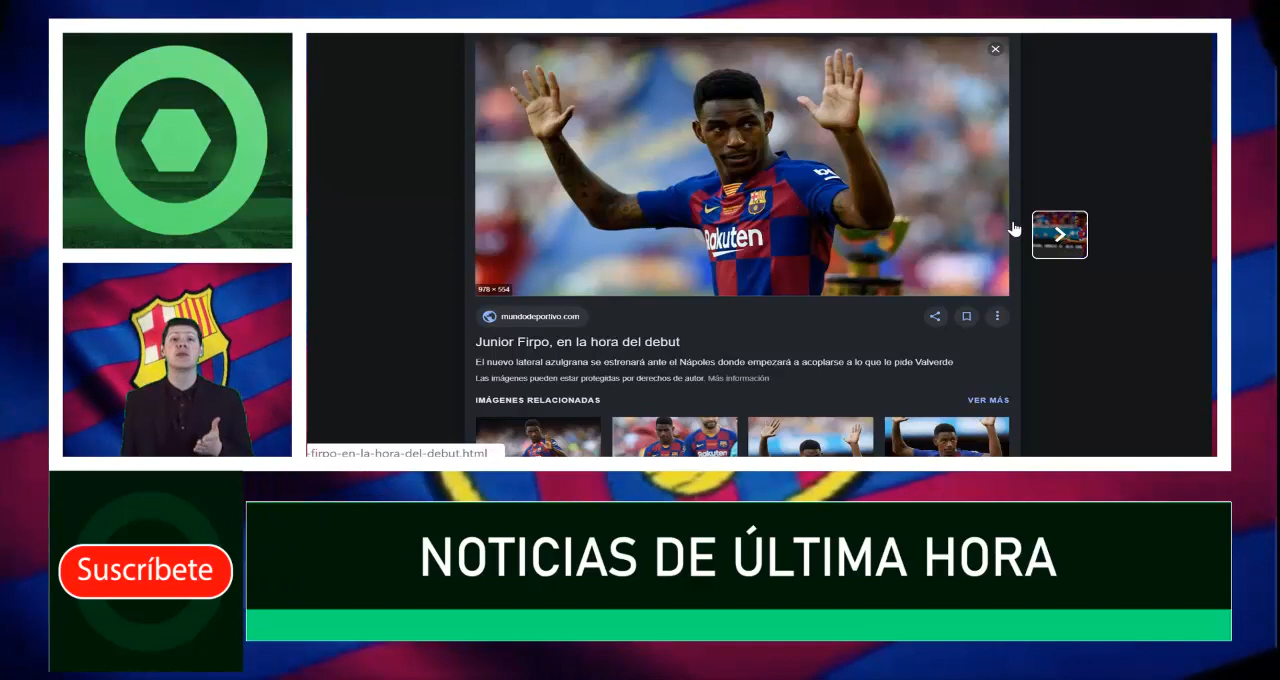 Rakuten
978 × 554
mundodeportivo.com
Junior Firpo, en la hora del debut
El nuevo lateral azulgrana se estrenará ante el Nápoles donde empezará a acoplarse a lo que le pide Valverde
Las imágenes pueden estar protegidas por derechos de autor. Más información
IMÁGENES RELACIONADAS
VER MÁS
-firpo-en-la-hora-del-debut.html
Suscríbete
NOTICIAS DE ÚLTIMA HORA